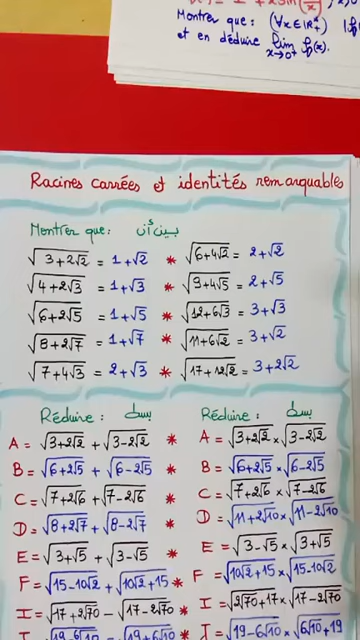 Montrer que: (∀x∈ℝ*₊)
et en déduire lim f(x).
x→0⁺
Racines carrées et identités remarquables
Montrer que: بين أن
√(3+2√2) = 1+√2 * √(6+4√2) = 2+√2
√(4+2√3) = 1+√3 * √(9+4√5) = 2+√5
√(6+2√5) = 1+√5 * √(12+6√3) = 3+√3
√(8+2√7) = 1+√7 * √(11+6√2) = 3+√2
√(7+4√3) = 2+√3 * √(17+12√2) = 3+2√2
Réduire: بسط
A = √(3+2√2) + √(3-2√2) *
B = √(6+2√5) + √(6-2√5) *
C = √(7+2√6) + √(7-2√6) *
D = √(8+2√7) + √(8-2√7) *
E = √(3+√5) + √(3-√5) *
F = √(15-10√2) + √(10√2+15) *
I = √(17+2√70) - √(17-2√70) *
Réduire: بسط
A = √(3+2√2) × √(3-2√2)
B = √(6+2√5) × √(6-2√5)
C = √(7+2√6) × √(7-2√6)
D = √(11+2√10) × √(11-2√10)
E = √(3-√5) × √(3+√5)
F = √(10√2+15) × √(15-10√2)
I = √(2√70+17) × √(17-2√70)